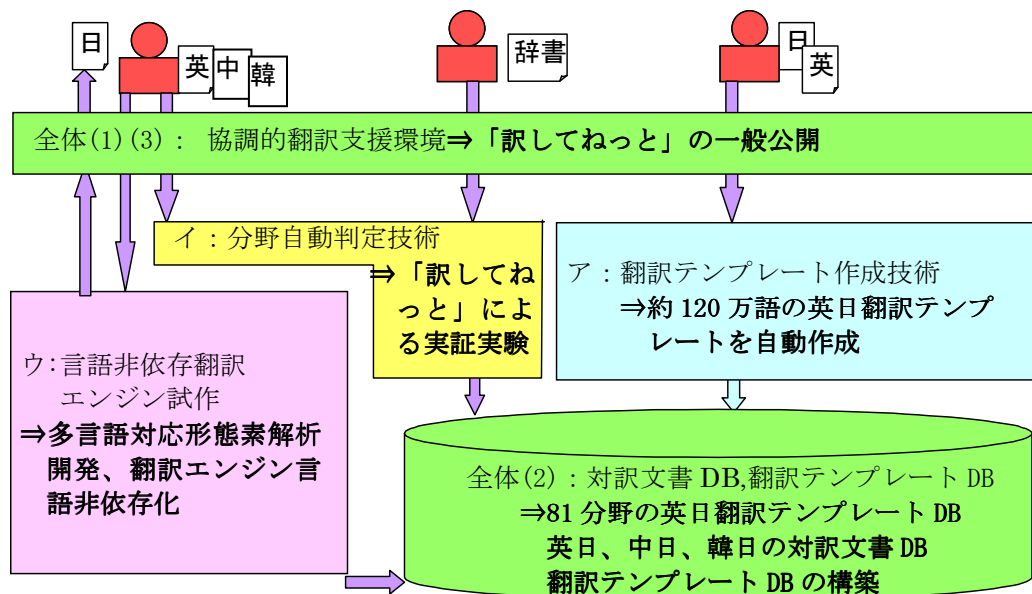 日
英
中
韓
辞書
日
英
全体(1)(3)： 協調的翻訳支援環境⇒「訳してねっと」の一般公開
イ：分野自動判定技術
⇒「訳してね
っと」によ
る実証実験
ア：翻訳テンプレート作成技術
⇒約120万語の英日翻訳テンプ
レートを自動作成
ウ：言語非依存翻訳
エンジン試作
⇒多言語対応形態素解析
開発、翻訳エンジン言
語非依存化
全体(2)：対訳文書DB,翻訳テンプレートDB
⇒81分野の英日翻訳テンプレートDB
英日、中日、韓日の対訳文書DB
翻訳テンプレートDBの構築